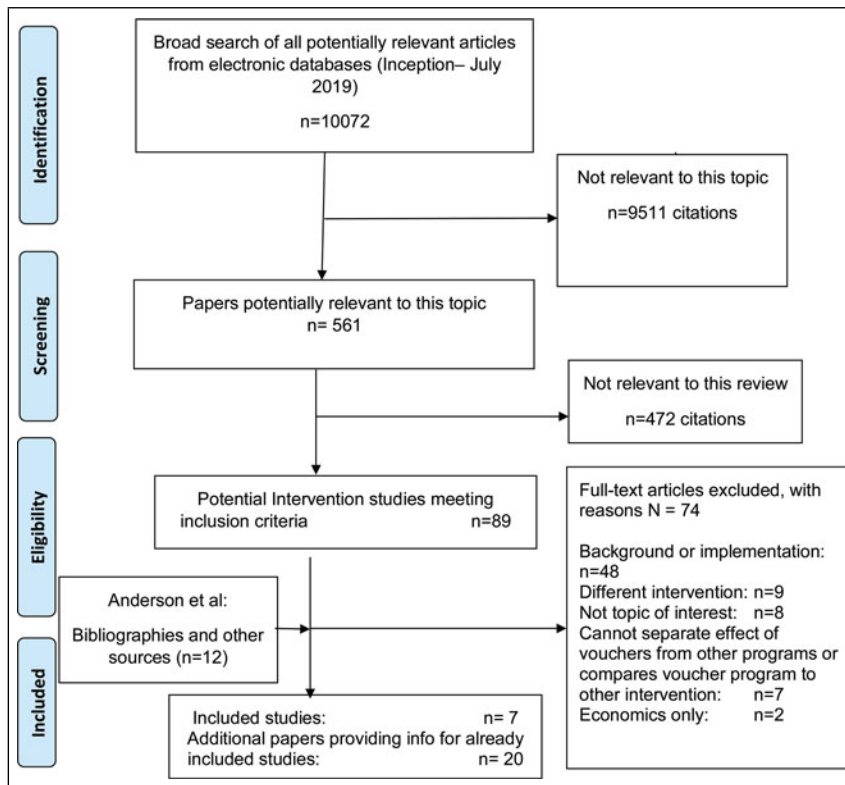 Identification
Broad search of all potentially relevant articles
from electronic databases (Inception– July
2019)
n=10072
Not relevant to this topic
n=9511 citations
Screening
Papers potentially relevant to this topic
n= 561
Not relevant to this review
n=472 citations
Eligibility
Potential Intervention studies meeting
inclusion criteria n=89
Full-text articles excluded, with
reasons N = 74
Background or implementation:
n=48
Different intervention: n=9
Not topic of interest: n=8
Cannot separate effect of
vouchers from other programs or
compares voucher program to
other intervention: n=7
Economics only: n=2
Anderson et al:
Bibliographies and other
sources (n=12)
Included
Included studies: n= 7
Additional papers providing info for already
included studies: n= 20